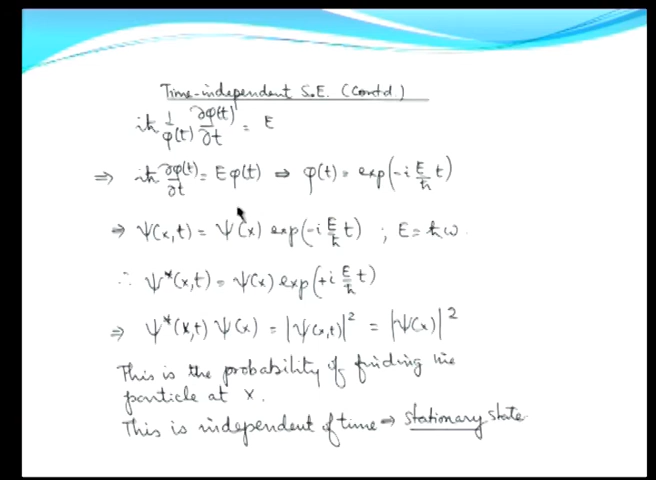 Time-independent S.E. (Contd.)
iħ 1/φ(t) ∂φ(t)/∂t = E
⇒ iħ ∂φ(t)/∂t = Eφ(t) ⇒ φ(t) = exp(-i E/ħ t)
⇒ Ψ(x,t) = Ψ(x) exp(-i E/ħ t) ; E = ħω.
∴ Ψ*(x,t) = Ψ(x) exp(+i E/ħ t)
⇒ Ψ*(x,t) Ψ(x) = |Ψ(x,t)|² = |Ψ(x)|²
This is the probability of finding the
particle at x.
This is independent of time ⇒ stationary state